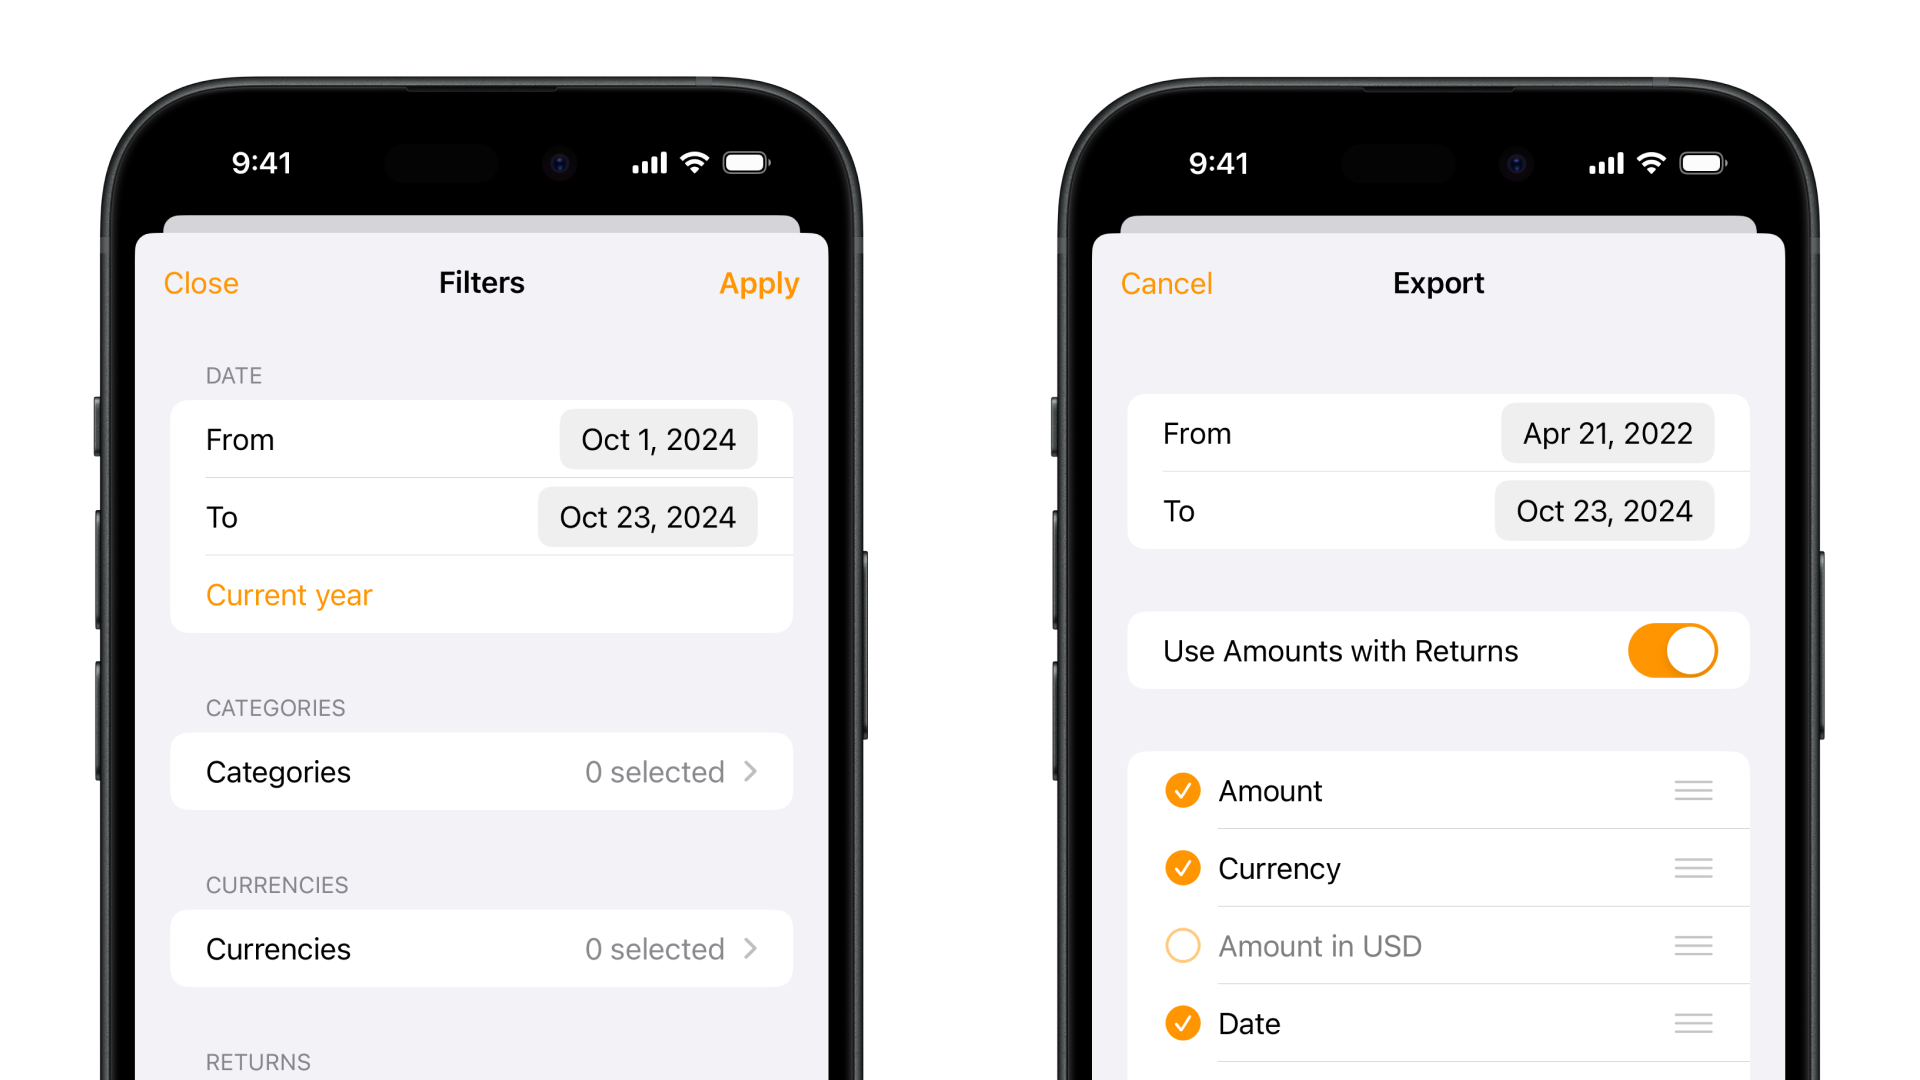 9:41
Close Filters Apply
DATE
From Oct 1, 2024
To Oct 23, 2024
Current year
CATEGORIES
Categories 0 selected
CURRENCIES
Currencies 0 selected
RETURNS
9:41
Cancel Export
From Apr 21, 2022
To Oct 23, 2024
Use Amounts with Returns
Amount
Currency
Amount in USD
Date